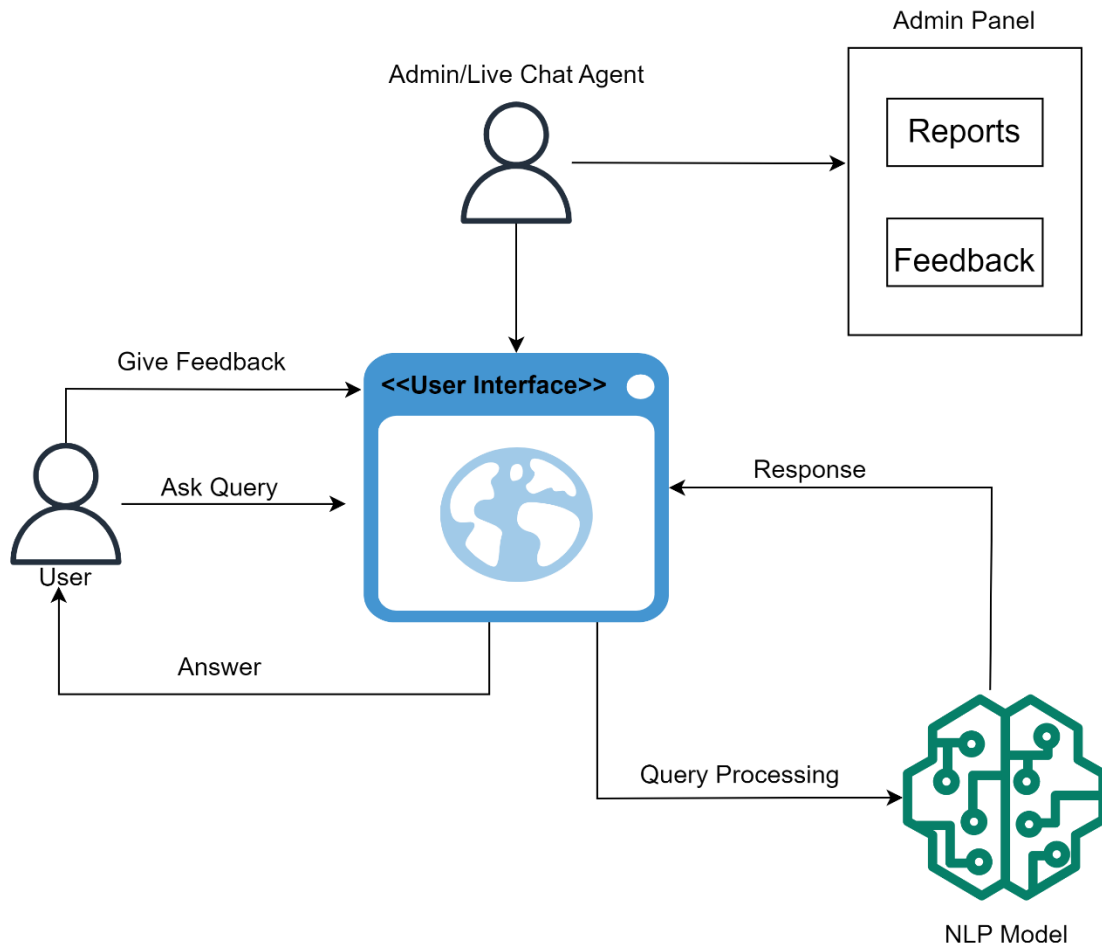 Admin Panel
Admin/Live Chat Agent
Reports
Feedback
Give Feedback
<<User Interface>>
Response
Ask Query
User
Answer
Query Processing
NLP Model